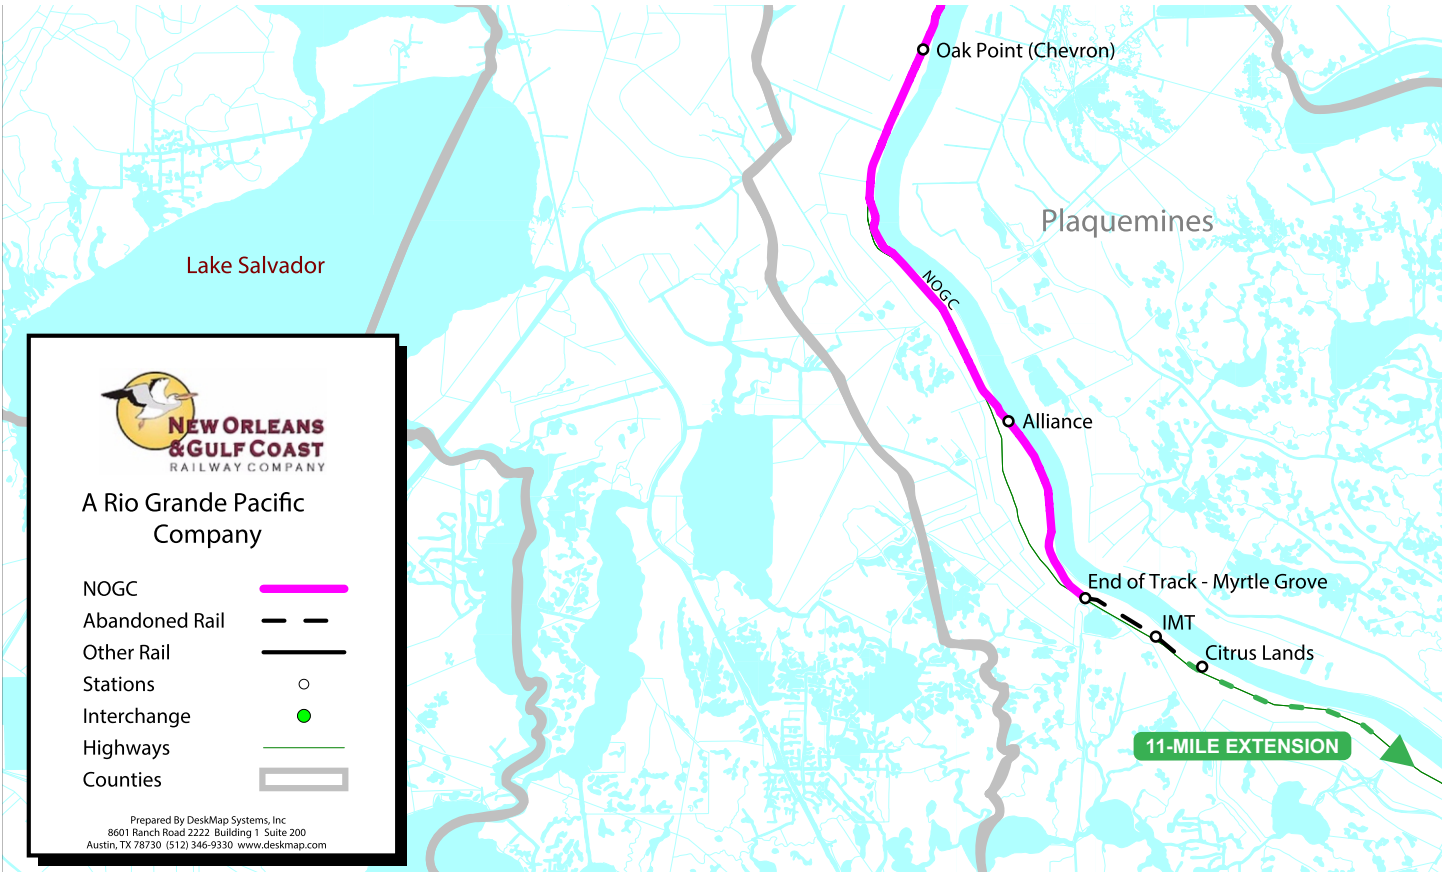 Oak Point (Chevron)
Plaquemines
Lake Salvador
NOGC
Alliance
End of Track - Myrtle Grove
IMT
Citrus Lands
11-MILE EXTENSION
NEW ORLEANS
& GULF COAST
RAILWAY COMPANY
A Rio Grande Pacific
Company
NOGC
Abandoned Rail
Other Rail
Stations
Interchange
Highways
Counties
Prepared By DeskMap Systems, Inc
8601 Ranch Road 2222 Building 1 Suite 200
Austin, TX 78730 (512) 346-9330 www.deskmap.com